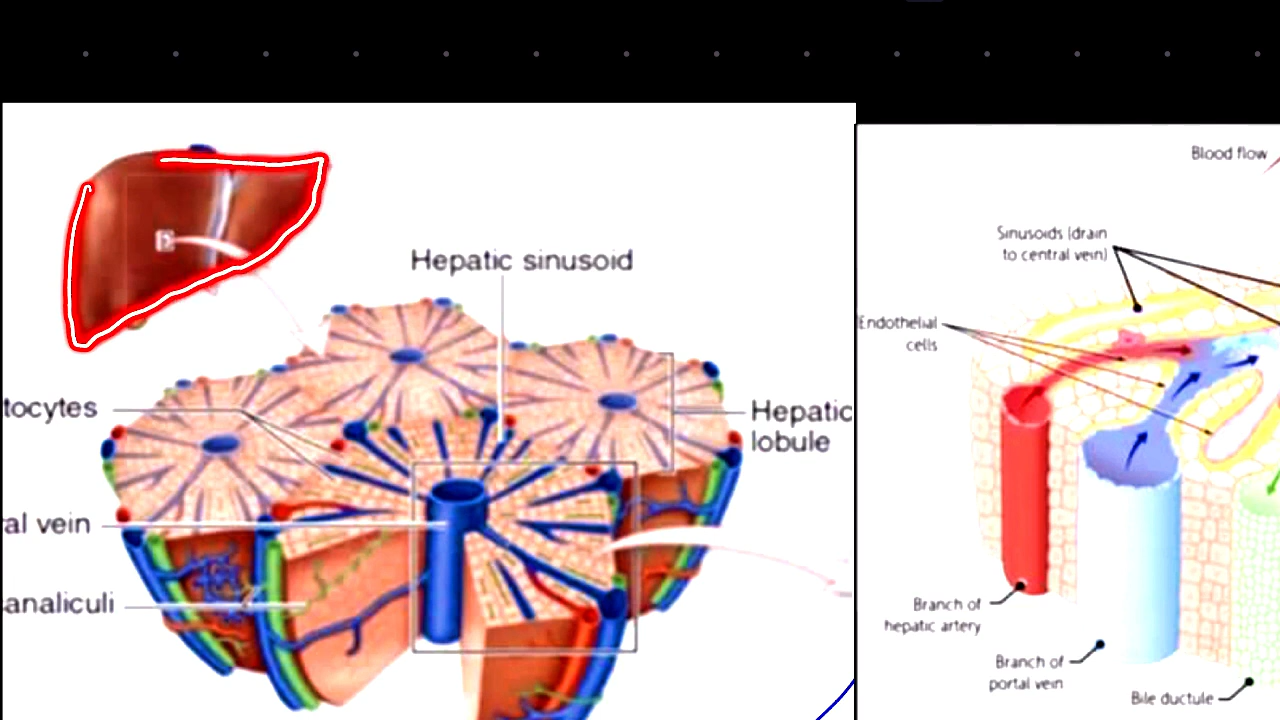 Blood flow
Sinusoids (drain
to central vein)
Hepatic sinusoid
Endothelial
cells
tocytes
Hepatic
lobule
al vein
analiculi
Branch of
hepatic artery
Branch of
portal vein
Bile ductule